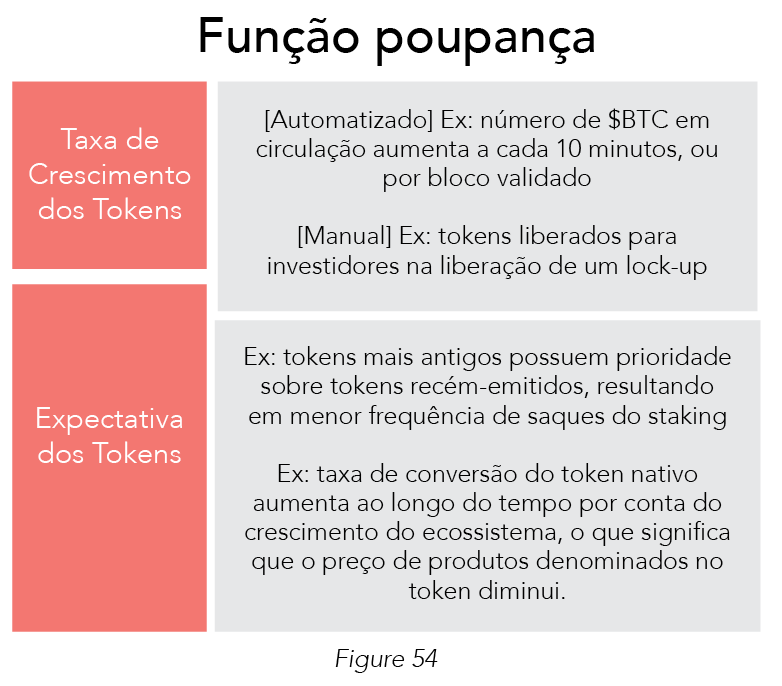 Função poupança
Taxa de
Crescimento
dos Tokens
[Automatizado] Ex: número de $BTC em
circulação aumenta a cada 10 minutos, ou
por bloco validado
[Manual] Ex: tokens liberados para
investidores na liberação de um lock-up
Expectativa
dos Tokens
Ex: tokens mais antigos possuem prioridade
sobre tokens recém-emitidos, resultando
em menor frequência de saques do staking
Ex: taxa de conversão do token nativo
aumenta ao longo do tempo por conta do
crescimento do ecossistema, o que significa
que o preço de produtos denominados no
token diminui.
Figure 54